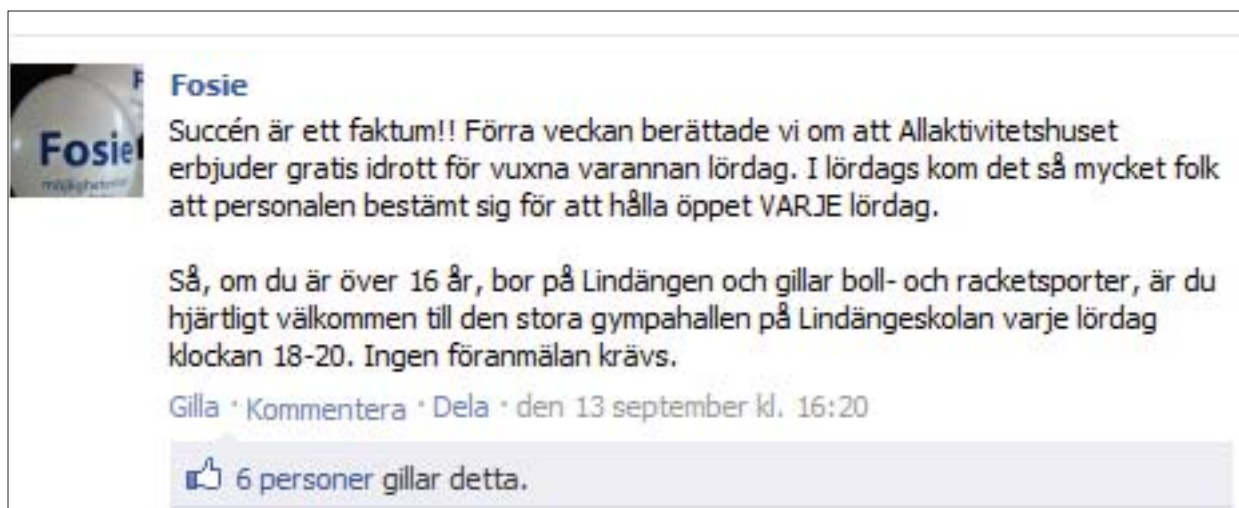 Fosie
Fosie
Succén är ett faktum!! Förra veckan berättade vi om att Allaktivitetshuset
erbjuder gratis idrott för vuxna varannan lördag. I lördags kom det så mycket folk
att personalen bestämt sig för att hålla öppet VARJE lördag.
Så, om du är över 16 år, bor på Lindängen och gillar boll- och racketsporter, är du
hjärtligt välkommen till den stora gympahallen på Lindängeskolan varje lördag
klockan 18-20. Ingen föranmälan krävs.
Gilla · Kommentera · Dela · den 13 september kl. 16:20
6 personer gillar detta.